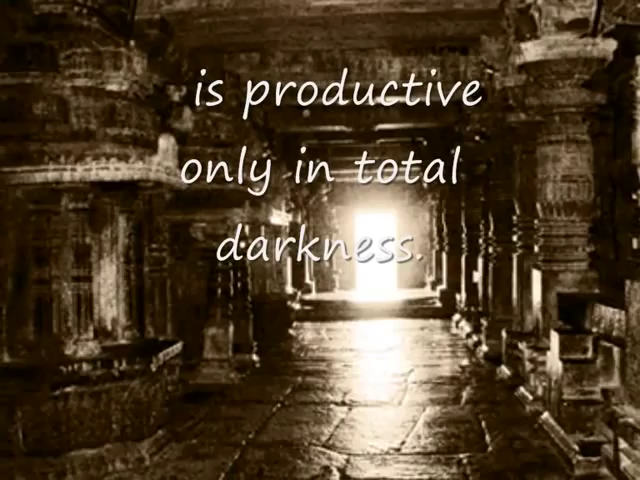 is productive
only in total
darkness.